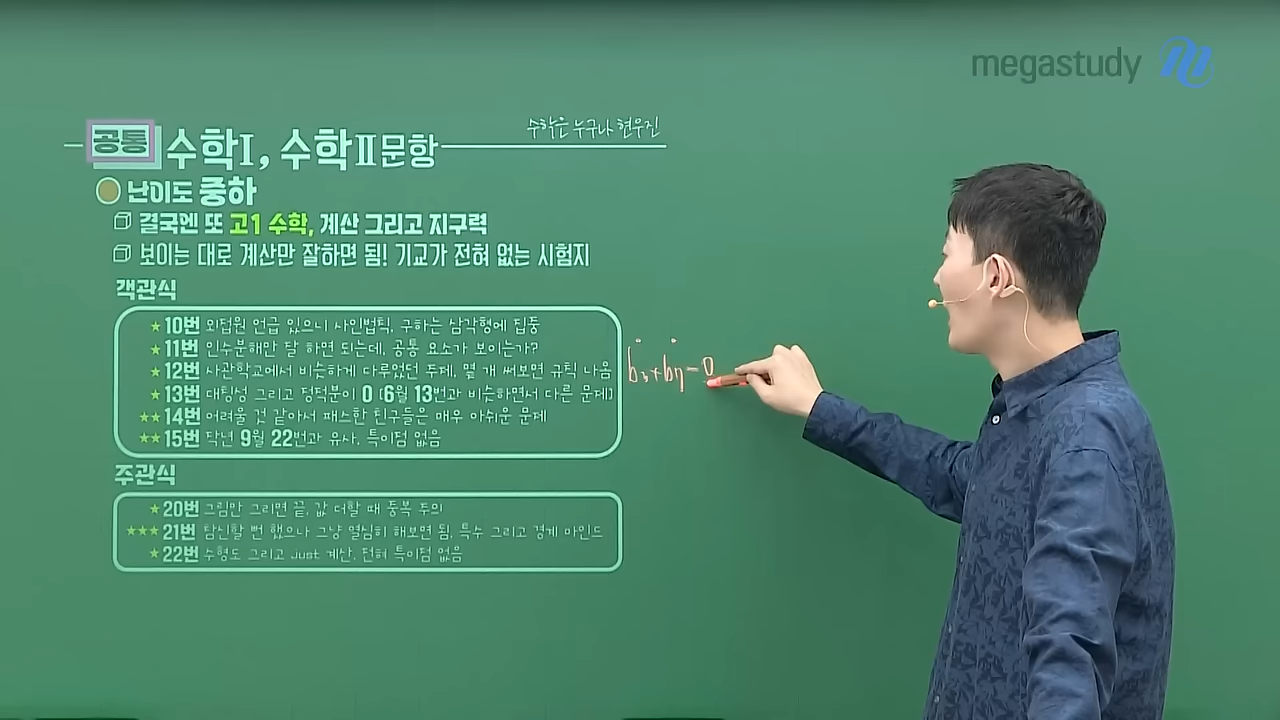 megastudy
수학은 누구나 현우진
공통 수학I, 수학II문항
난이도 중하
결국엔 또 고1 수학, 계산 그리고 지구력
보이는 대로 계산만 잘하면 됨! 기교가 전혀 없는 시험지
객관식
★10번 외접원 언급 있으니 사인법칙, 구하는 삼각형에 집중
★11번 인수분해만 잘 하면 되는데, 공통 요소가 보이는가?
★12번 사관학교에서 비슷하게 다루었던 주제, 몇 개 써보면 규칙 나옴
★13번 대칭성 그리고 정적분이 0 (6월 13번과 비슷하면서 다른 문제)
★★14번 어려울 것 같아서 패스한 친구들은 매우 아쉬운 문제
★★15번 작년 9월 22번과 유사, 특이점 없음
b₃+b₇=0
주관식
★20번 그림만 그리면 끝, 값 더할 때 중복 주의
★★★21번 참신할 뻔 했으나 그냥 열심히 해보면 됨, 특수 그리고 경계 마인드
★22번 수형도 그리고 just 계산, 전혀 특이점 없음